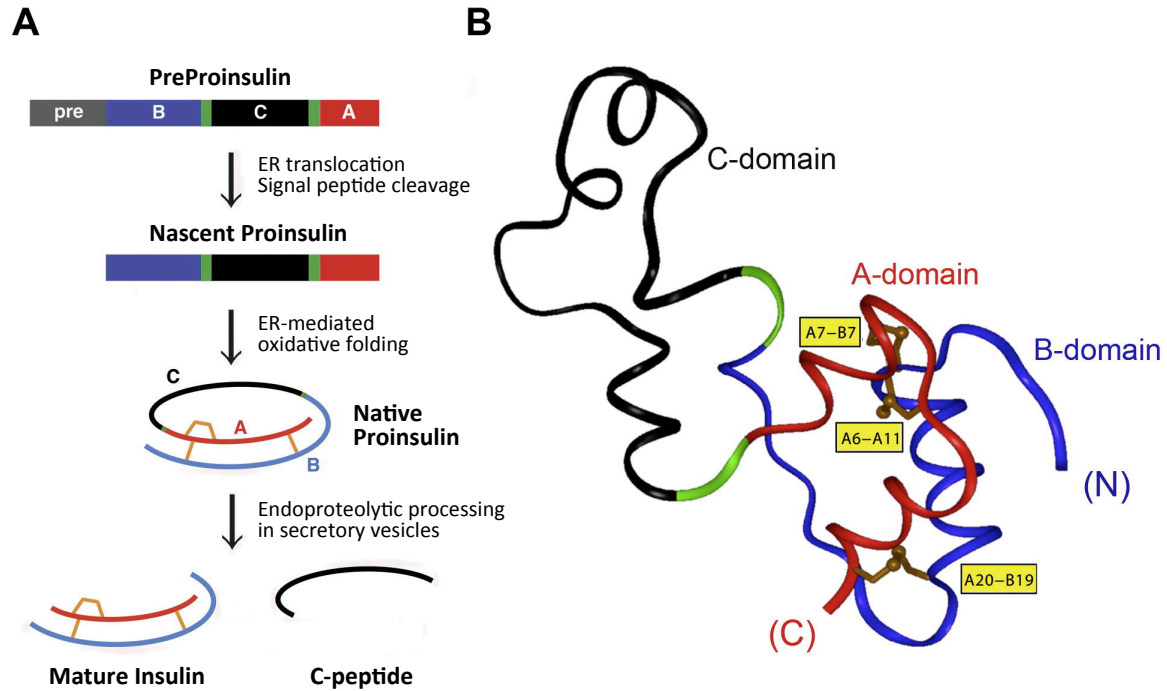 A
PreProinsulin
pre B C A
ER translocation
Signal peptide cleavage
Nascent Proinsulin
ER-mediated
oxidative folding
C
A
B
Native
Proinsulin
Endoproteolytic processing
in secretory vesicles
Mature Insulin
C-peptide
B
C-domain
A-domain
A7–B7
B-domain
A6–A11
(N)
A20–B19
(C)